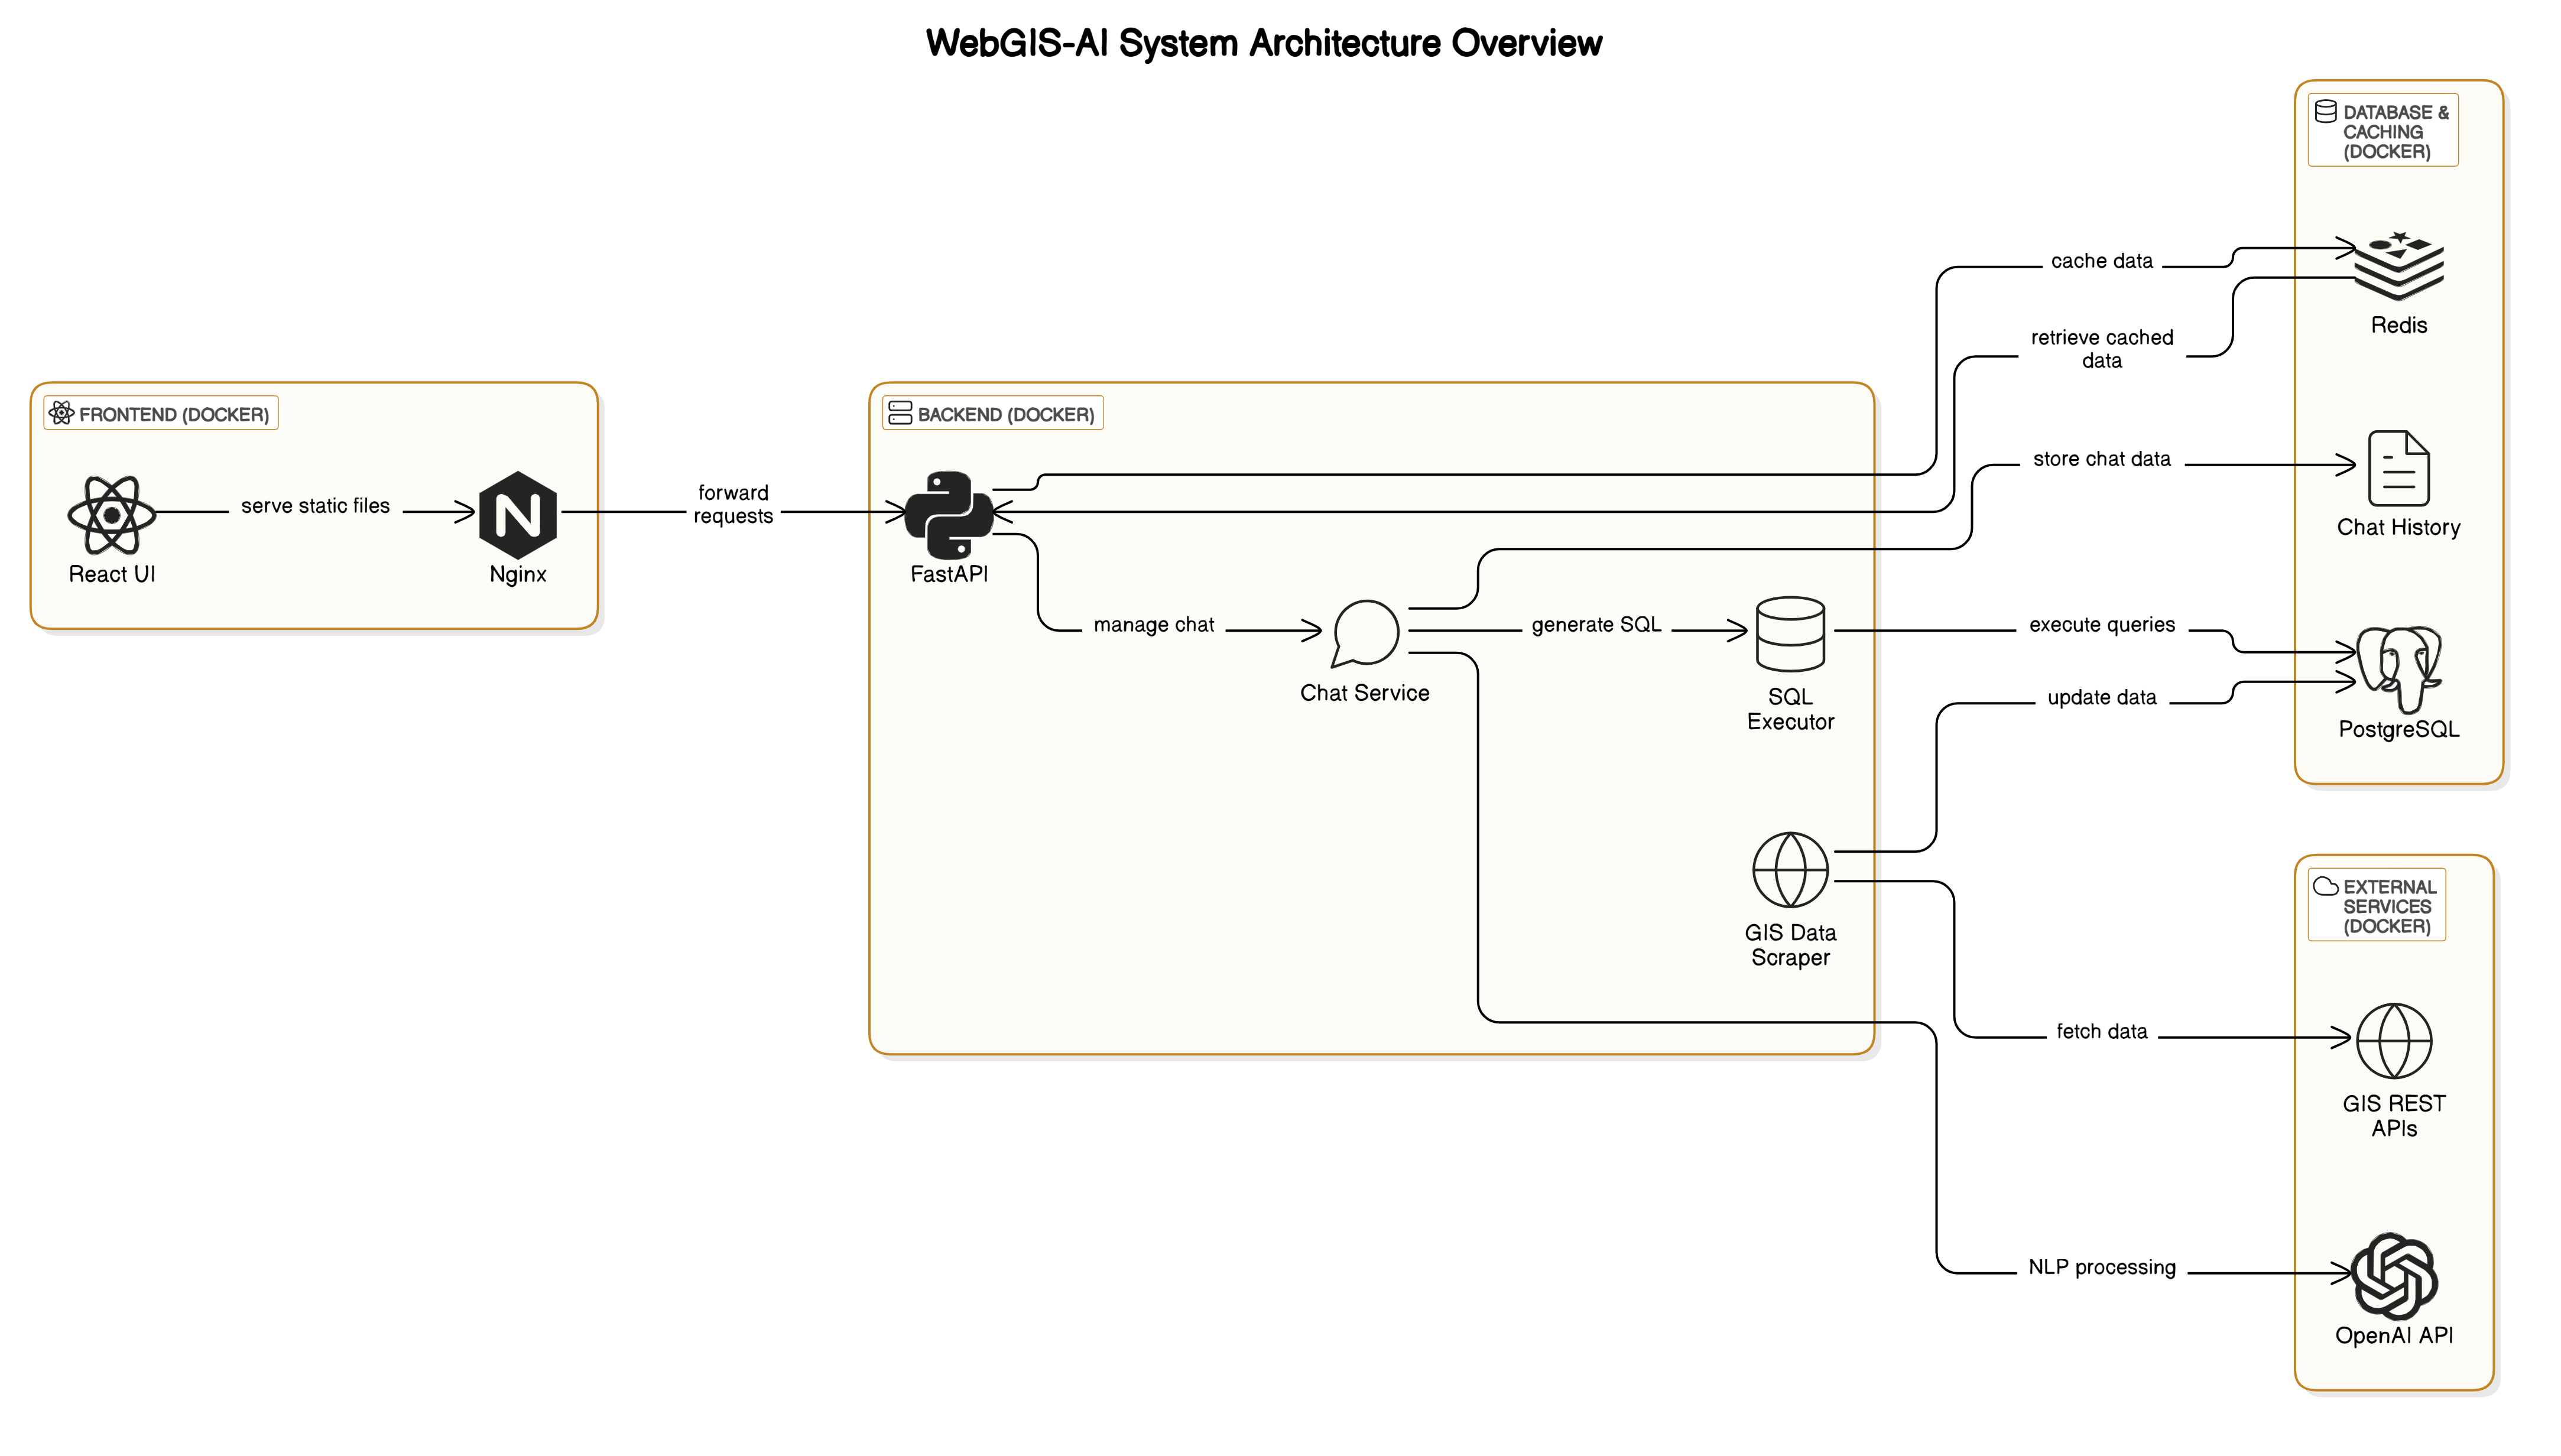 WebGIS-AI System Architecture Overview
FRONTEND (DOCKER)
React UI
serve static files
Nginx
forward
requests
BACKEND (DOCKER)
FastAPI
manage chat
Chat Service
generate SQL
SQL
Executor
GIS Data
Scraper
cache data
retrieve cached
data
store chat data
execute queries
update data
fetch data
NLP processing
DATABASE &
CACHING
(DOCKER)
Redis
Chat History
PostgreSQL
EXTERNAL
SERVICES
(DOCKER)
GIS REST
APIs
OpenAI API